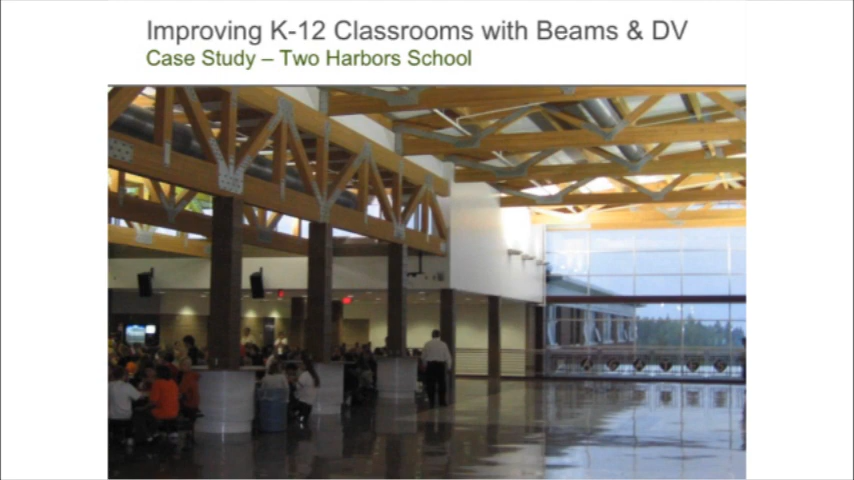 Improving K-12 Classrooms with Beams & DV
Case Study – Two Harbors School